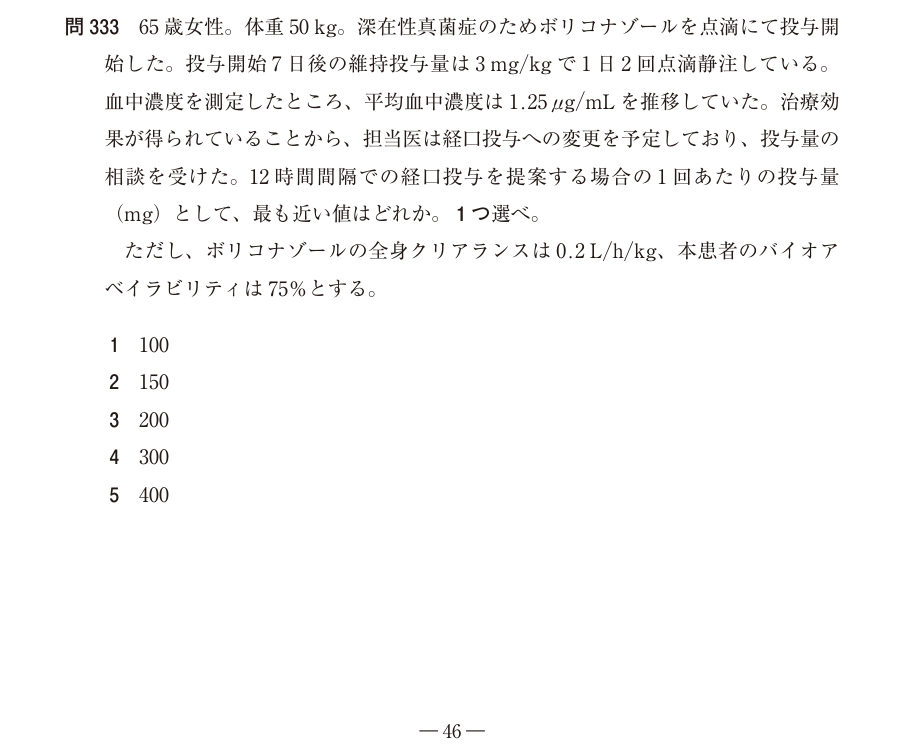 問 333 65 歳女性。体重 50 kg。深在性真菌症のためボリコナゾールを点滴にて投与開
始した。投与開始 7 日後の維持投与量は 3 mg/kg で 1 日 2 回点滴静注している。
血中濃度を測定したところ、平均血中濃度は 1.25 μg/mL を推移していた。治療効
果が得られていることから、担当医は経口投与への変更を予定しており、投与量の
相談を受けた。12 時間間隔での経口投与を提案する場合の 1 回あたりの投与量
(mg)として、最も近い値はどれか。1つ選べ。
ただし、ボリコナゾールの全身クリアランスは 0.2 L/h/kg、本患者のバイオア
ベイラビリティは 75%とする。
1 100
2 150
3 200
4 300
5 400
― 46 ―